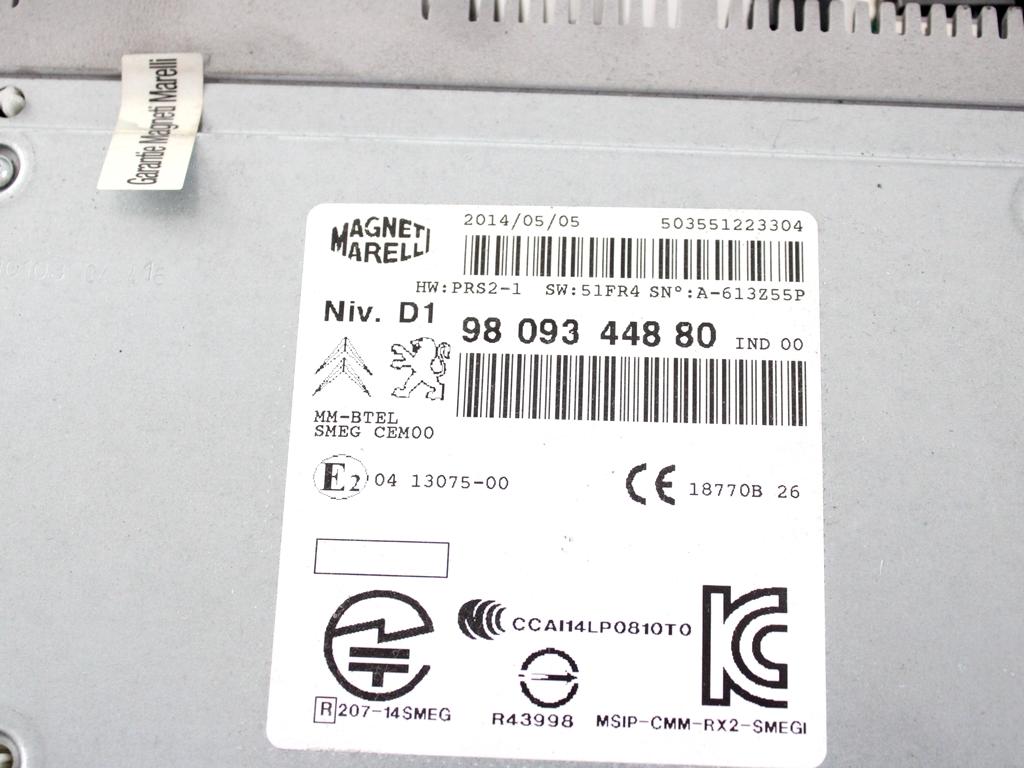 Garantie Magneti Marelli
MAGNETI
MARELLI
2014/05/05 503551223304
HW:PRS2-1 SW:51FR4 SN°:A-613Z55P
Niv. D1
98 093 448 80 IND 00
MM-BTEL
SMEG CEM00
E2 04 13075-00
CE 18770B 26
CCAI14LP0810T0
KC
R 207-14SMEG
R43998 MSIP-CMM-RX2-SMEGI